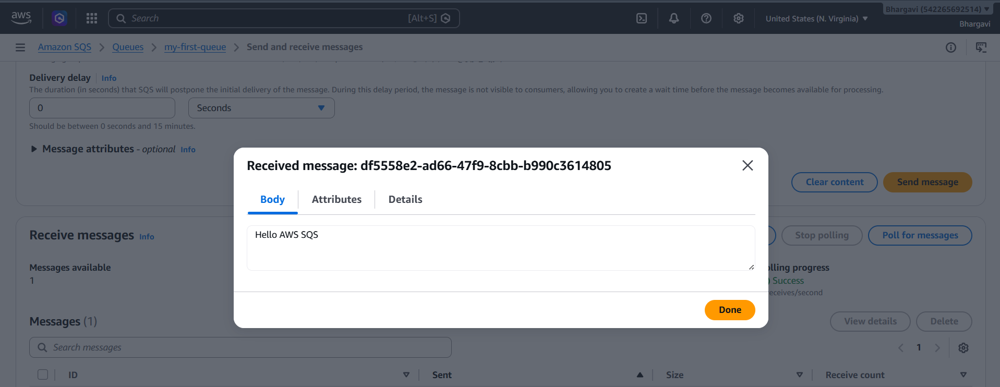 aws
Search [Alt+S]
United States (N. Virginia)
Bhargavi (542265692514)
Bhargavi
Amazon SQS
Queues
my-first-queue
Send and receive messages
Delivery delay
Info
The duration (in seconds) that SQS will postpone the initial delivery of the message. During this delay period, the message is not visible to consumers, allowing you to create a wait time before the message becomes available for processing.
0
Seconds
Should be between 0 seconds and 15 minutes.
Message attributes - optional Info
Clear content
Send message
Received message: df5558e2-ad66-47f9-8cbb-b990c3614805
Body
Attributes
Details
Hello AWS SQS
Done
Receive messages Info
Stop polling
Poll for messages
Messages available
1
olling progress
Success
eceives/second
Messages (1)
View details
Delete
Search messages
1
ID
Sent
Size
Receive count